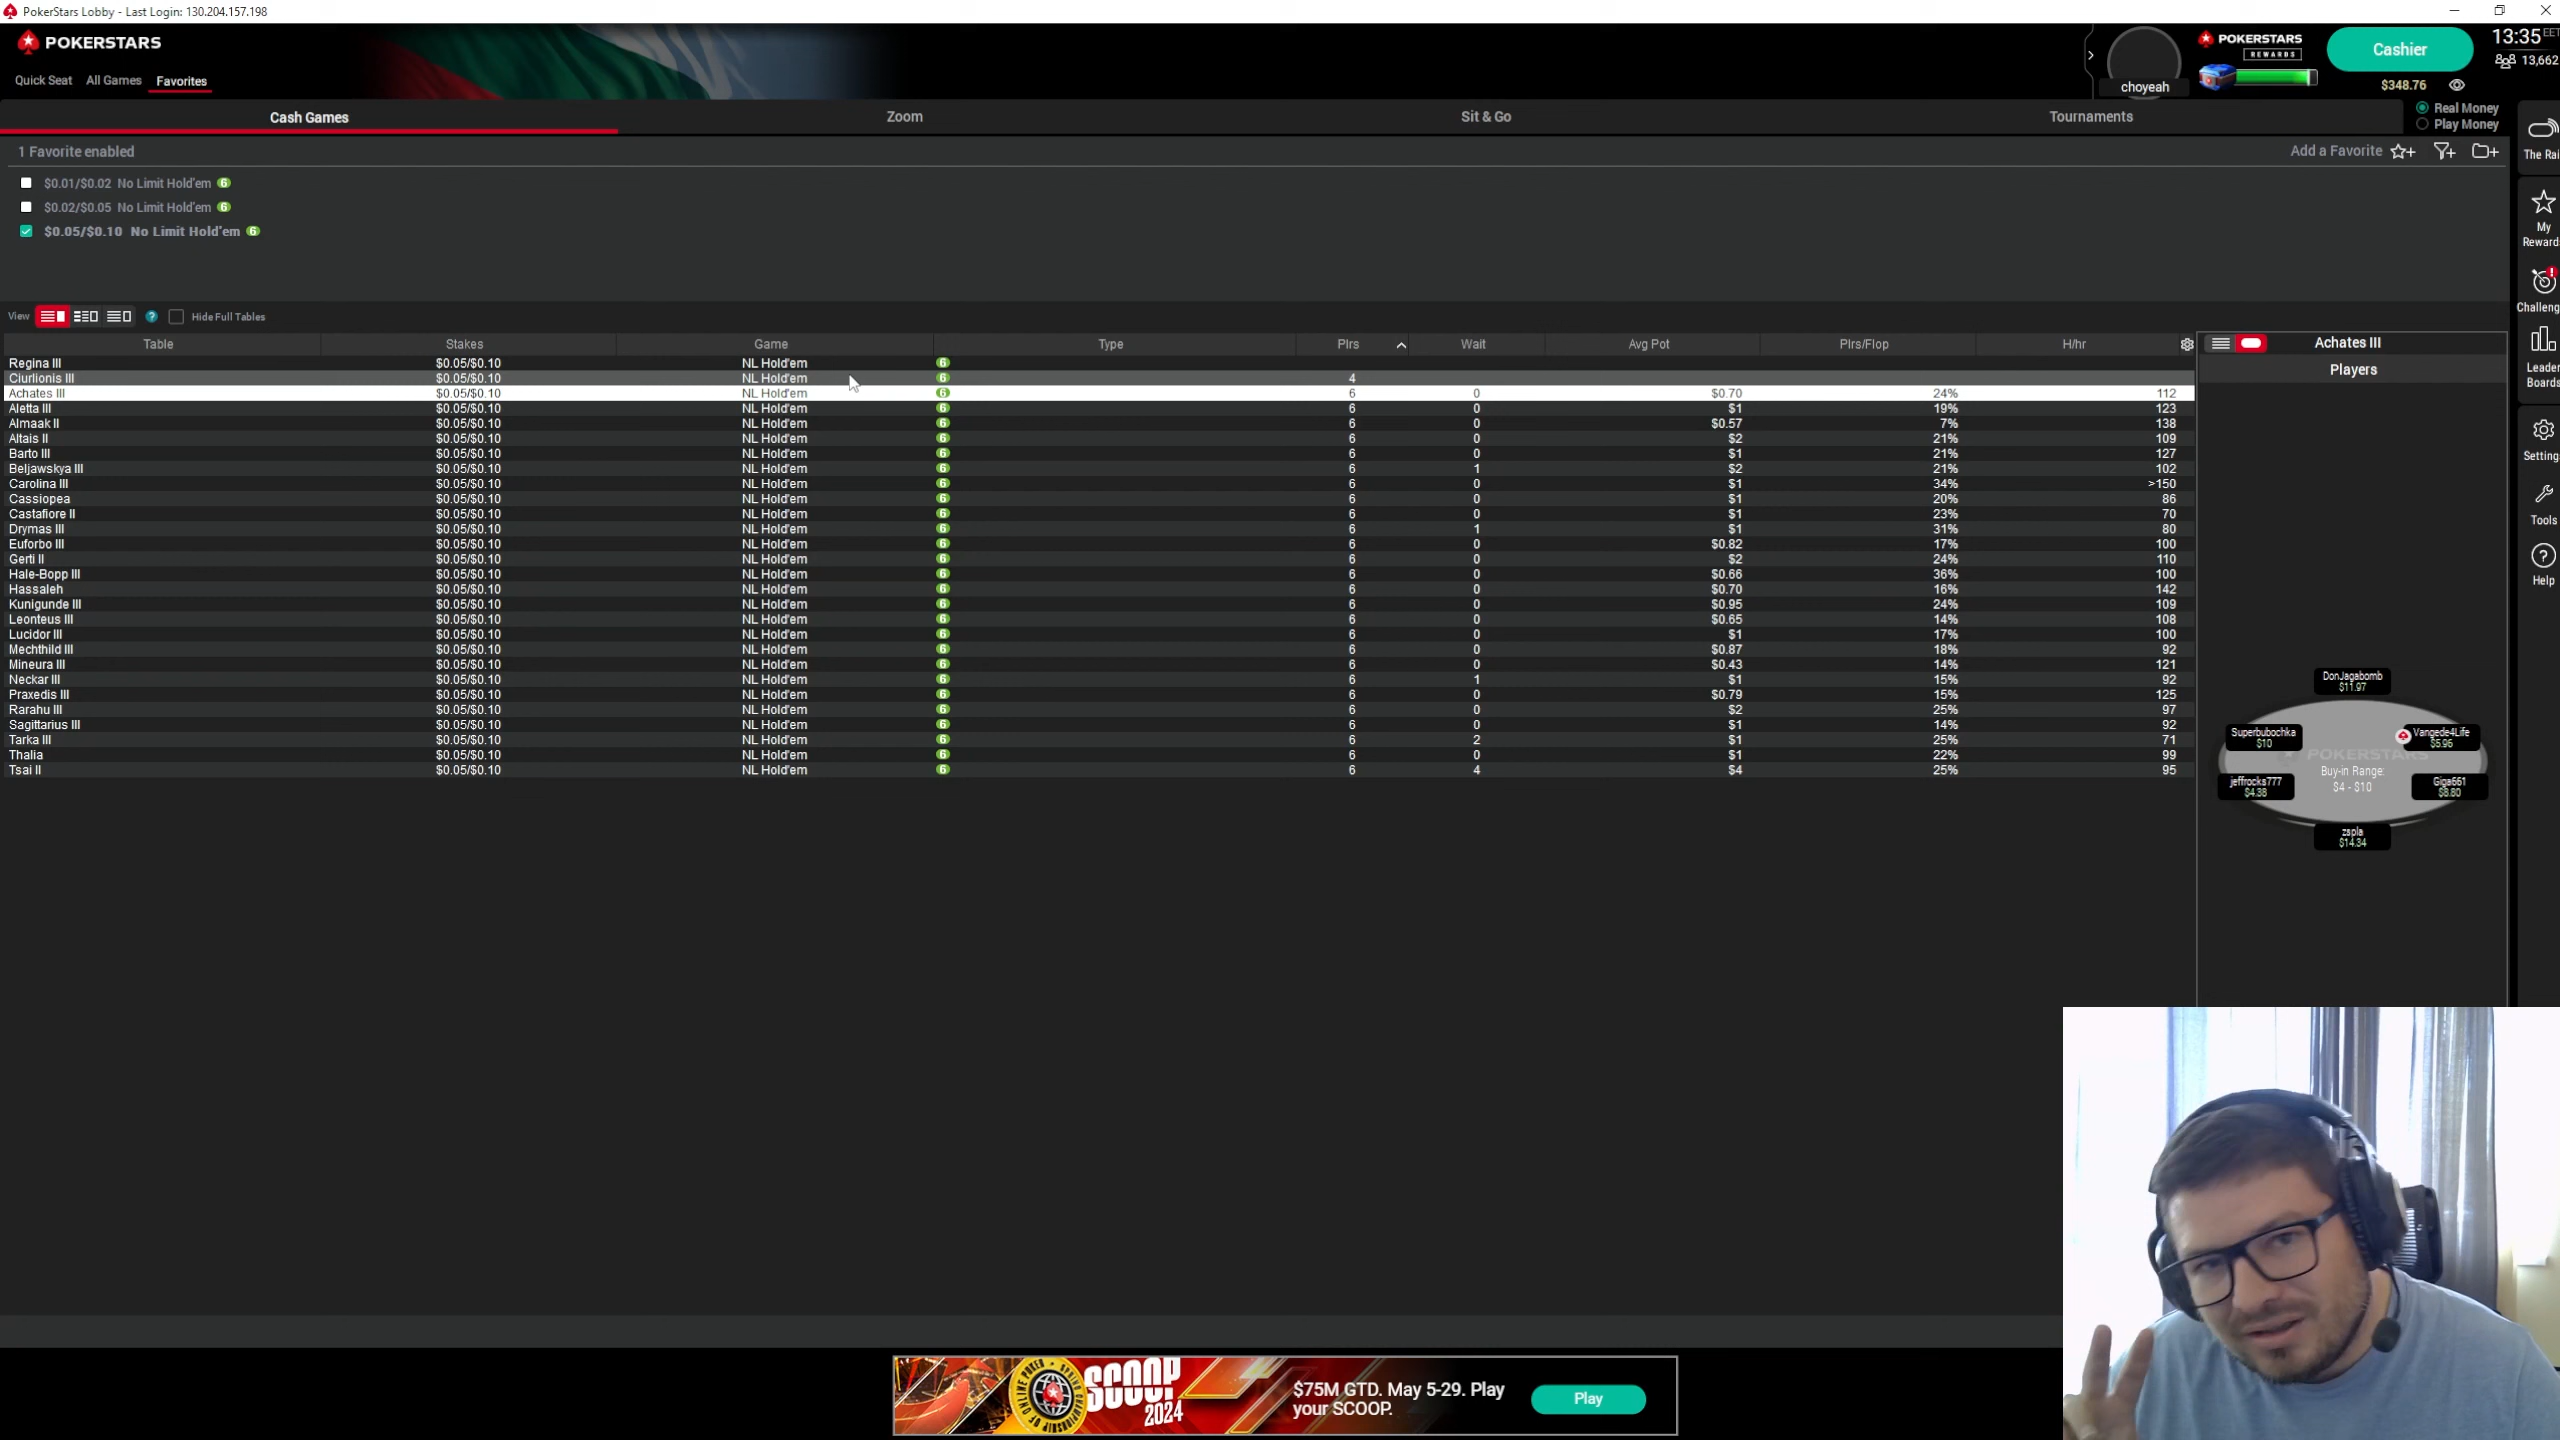 PokerStars Lobby - Last Login: 130.204.157.198
POKERSTARS
Quick Seat All Games Favorites
choyeah
POKERSTARS
REWARDS
Cashier
$348.76
13:35 EET
13,662
Cash Games Zoom Sit & Go Tournaments
Real Money
Play Money
1 Favorite enabled
Add a Favorite
$0.01/$0.02 No Limit Hold'em 6
$0.02/$0.05 No Limit Hold'em 6
$0.05/$0.10 No Limit Hold'em 6
View ? Hide Full Tables
Table Stakes Game Type Plrs Wait Avg Pot Plrs/Flop H/hr
Regina III $0.05/$0.10 NL Hold'em 6
Ciurlionis III $0.05/$0.10 NL Hold'em 6 4
Achates III $0.05/$0.10 NL Hold'em 6 6 0 $0.70 24% 112
Aletta III $0.05/$0.10 NL Hold'em 6 6 0 $1 19% 123
Almaak II $0.05/$0.10 NL Hold'em 6 6 0 $0.57 7% 138
Altais II $0.05/$0.10 NL Hold'em 6 6 0 $2 21% 109
Barto III $0.05/$0.10 NL Hold'em 6 6 0 $1 21% 127
Beljawskya III $0.05/$0.10 NL Hold'em 6 6 1 $2 21% 102
Carolina III $0.05/$0.10 NL Hold'em 6 6 0 $1 34% >150
Cassiopea $0.05/$0.10 NL Hold'em 6 6 0 $1 20% 86
Castafiore II $0.05/$0.10 NL Hold'em 6 6 0 $1 23% 70
Drymas III $0.05/$0.10 NL Hold'em 6 6 1 $1 31% 80
Euforbo III $0.05/$0.10 NL Hold'em 6 6 0 $0.82 17% 100
Gerti II $0.05/$0.10 NL Hold'em 6 6 0 $2 24% 110
Hale-Bopp III $0.05/$0.10 NL Hold'em 6 6 0 $0.66 36% 100
Hassaleh $0.05/$0.10 NL Hold'em 6 6 0 $0.70 16% 142
Kunigunde III $0.05/$0.10 NL Hold'em 6 6 0 $0.95 24% 109
Leonteus III $0.05/$0.10 NL Hold'em 6 6 0 $0.65 14% 108
Lucidor III $0.05/$0.10 NL Hold'em 6 6 0 $1 17% 100
Mechthild III $0.05/$0.10 NL Hold'em 6 6 0 $0.87 18% 92
Mineura III $0.05/$0.10 NL Hold'em 6 6 0 $0.43 14% 121
Neckar III $0.05/$0.10 NL Hold'em 6 6 1 $1 15% 92
Praxedis III $0.05/$0.10 NL Hold'em 6 6 0 $0.79 15% 125
Rarahu III $0.05/$0.10 NL Hold'em 6 6 0 $2 25% 97
Sagittarius III $0.05/$0.10 NL Hold'em 6 6 0 $1 14% 92
Tarka III $0.05/$0.10 NL Hold'em 6 6 2 $1 25% 71
Thalia $0.05/$0.10 NL Hold'em 6 6 0 $1 22% 99
Tsai II $0.05/$0.10 NL Hold'em 6 6 4 $4 25% 95
Achates III
Players
DonJagabomb
$11.97
Superbubochka
$10
Vangede4Life
$5.96
POKERSTARS
Buy-in Range:
$4 - $10
jeffrocks777
$4.38
Giga661
$8.80
zspla
$14.34
The Rai
My
Reward
Challeng
Leader
Boards
Setting
Tools
Help
SCOOP
2024
$75M GTD. May 5-29. Play
your SCOOP.
Play